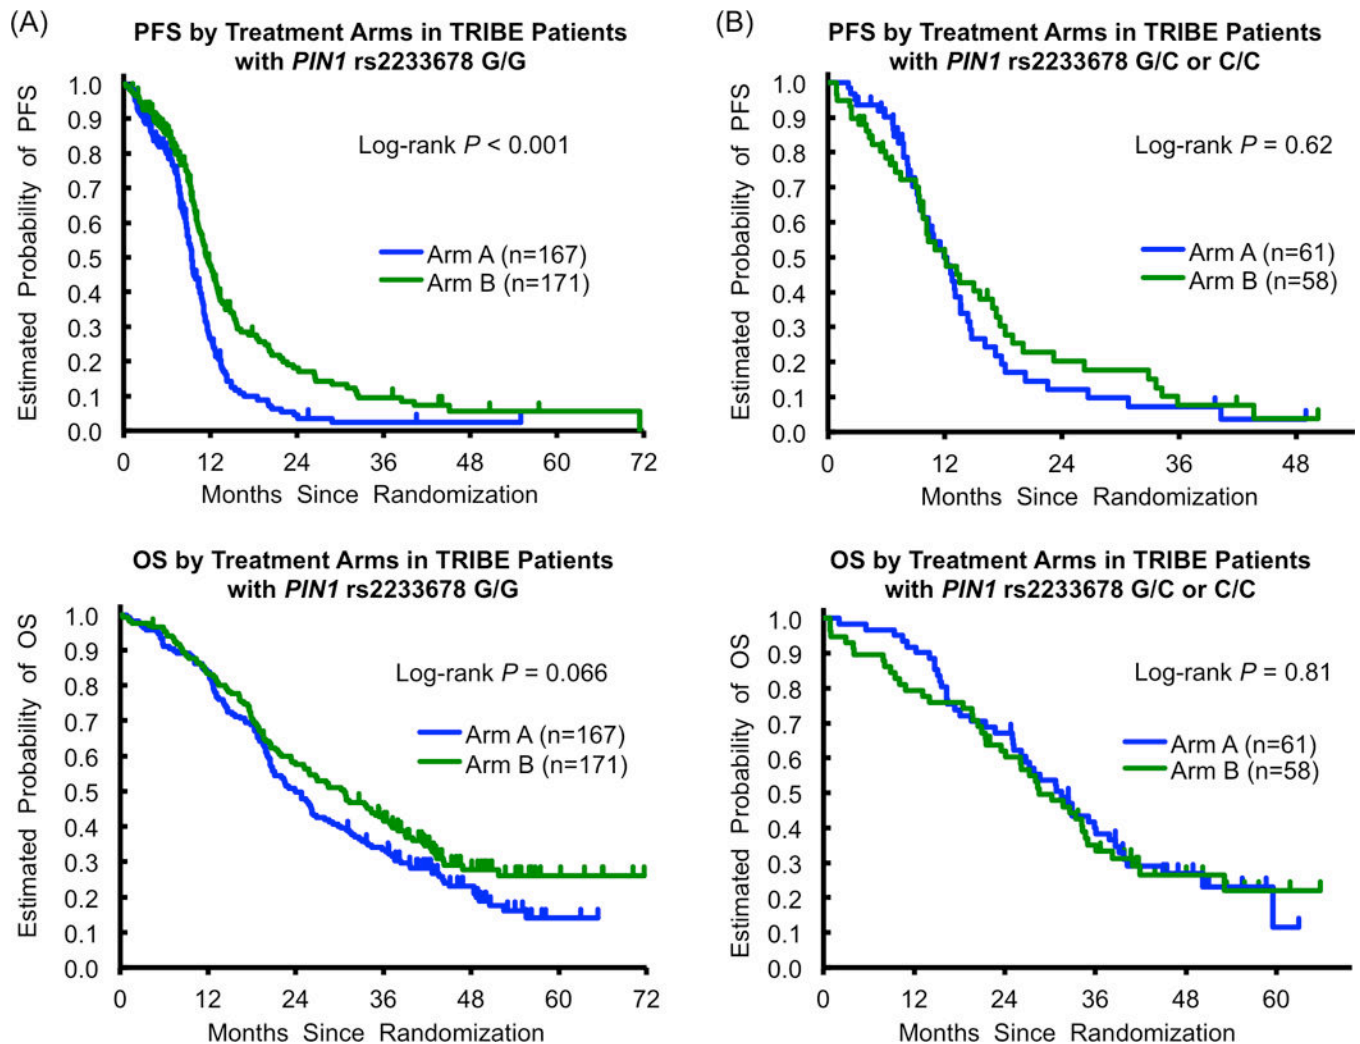 (A)
PFS by Treatment Arms in TRIBE Patients
with PIN1 rs2233678 G/G
Estimated Probability of PFS
1.0
0.9
0.8
0.7
0.6
0.5
0.4
0.3
0.2
0.1
0.0
Log-rank P < 0.001
Arm A (n=167)
Arm B (n=171)
0 12 24 36 48 60 72
Months Since Randomization
(B)
PFS by Treatment Arms in TRIBE Patients
with PIN1 rs2233678 G/C or C/C
Estimated Probability of PFS
1.0
0.9
0.8
0.7
0.6
0.5
0.4
0.3
0.2
0.1
0.0
Log-rank P = 0.62
Arm A (n=61)
Arm B (n=58)
0 12 24 36 48
Months Since Randomization
OS by Treatment Arms in TRIBE Patients
with PIN1 rs2233678 G/G
Estimated Probability of OS
1.0
0.9
0.8
0.7
0.6
0.5
0.4
0.3
0.2
0.1
0.0
Log-rank P = 0.066
Arm A (n=167)
Arm B (n=171)
0 12 24 36 48 60 72
Months Since Randomization
OS by Treatment Arms in TRIBE Patients
with PIN1 rs2233678 G/C or C/C
Estimated Probability of OS
1.0
0.9
0.8
0.7
0.6
0.5
0.4
0.3
0.2
0.1
0.0
Log-rank P = 0.81
Arm A (n=61)
Arm B (n=58)
0 12 24 36 48 60
Months Since Randomization